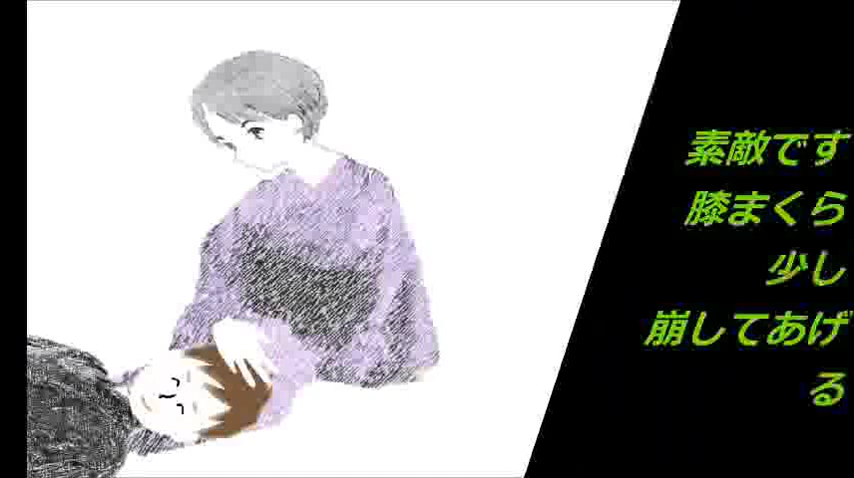 素敵です
膝まくら
少し
崩してあげ
る